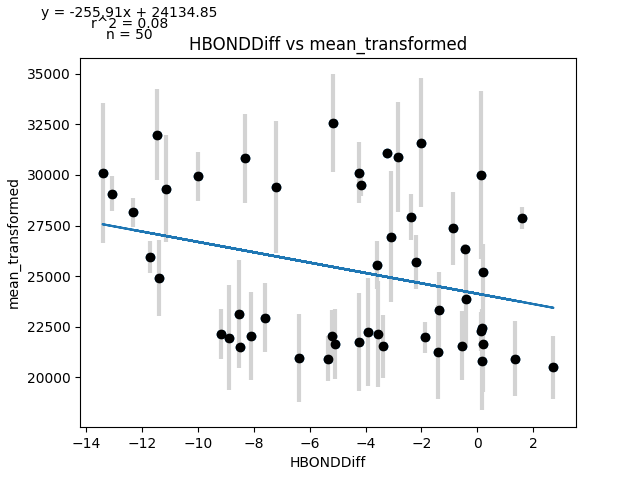 y = -255.91x + 24134.85
r^2 = 0.08
n = 50
HBONDDiff vs mean_transformed
35000
32500
30000
27500
25000
22500
20000
mean_transformed
−14 −12 −10 −8 −6 −4 −2 0 2
HBONDDiff